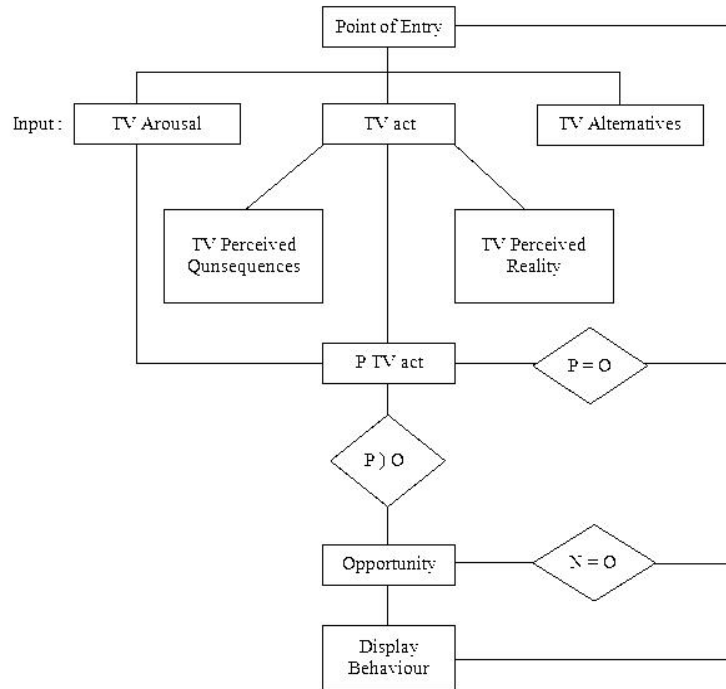 Point of Entry
Input :
TV Arousal
TV act
TV Alternatives
TV Perceived
Qunsequences
TV Perceived
Reality
P TV act
P = O
P ) O
Opportunity
N = O
Display
Behaviour